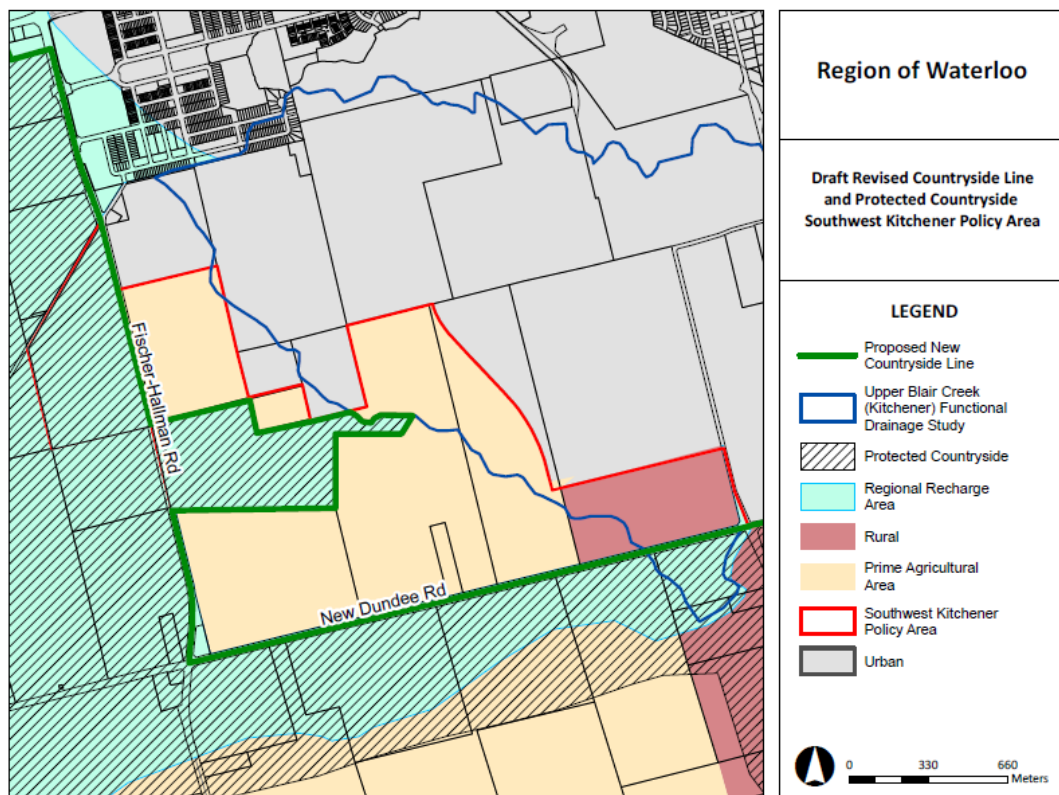 Fischer-Hallman Rd
New Dundee Rd
Region of Waterloo
Draft Revised Countryside Line
and Protected Countryside
Southwest Kitchener Policy Area
LEGEND
Proposed New
Countryside Line
Upper Blair Creek
(Kitchener) Functional
Drainage Study
Protected Countryside
Regional Recharge
Area
Rural
Prime Agricultural
Area
Southwest Kitchener
Policy Area
Urban
0 330 660
Meters